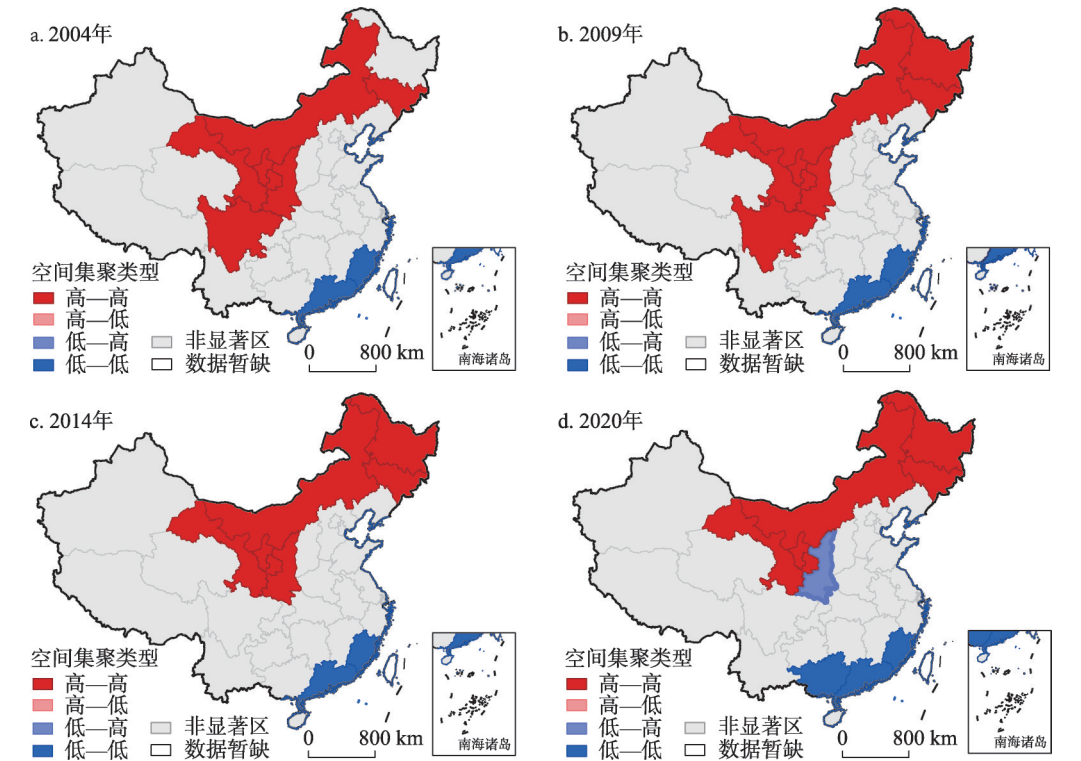 a. 2004年
空间集聚类型
高—高
高—低
低—高
低—低
非显著区
数据暂缺
0 800 km
南海诸岛
b. 2009年
空间集聚类型
高—高
高—低
低—高
低—低
非显著区
数据暂缺
0 800 km
南海诸岛
c. 2014年
空间集聚类型
高—高
高—低
低—高
低—低
非显著区
数据暂缺
0 800 km
南海诸岛
d. 2020年
空间集聚类型
高—高
高—低
低—高
低—低
非显著区
数据暂缺
0 800 km
南海诸岛